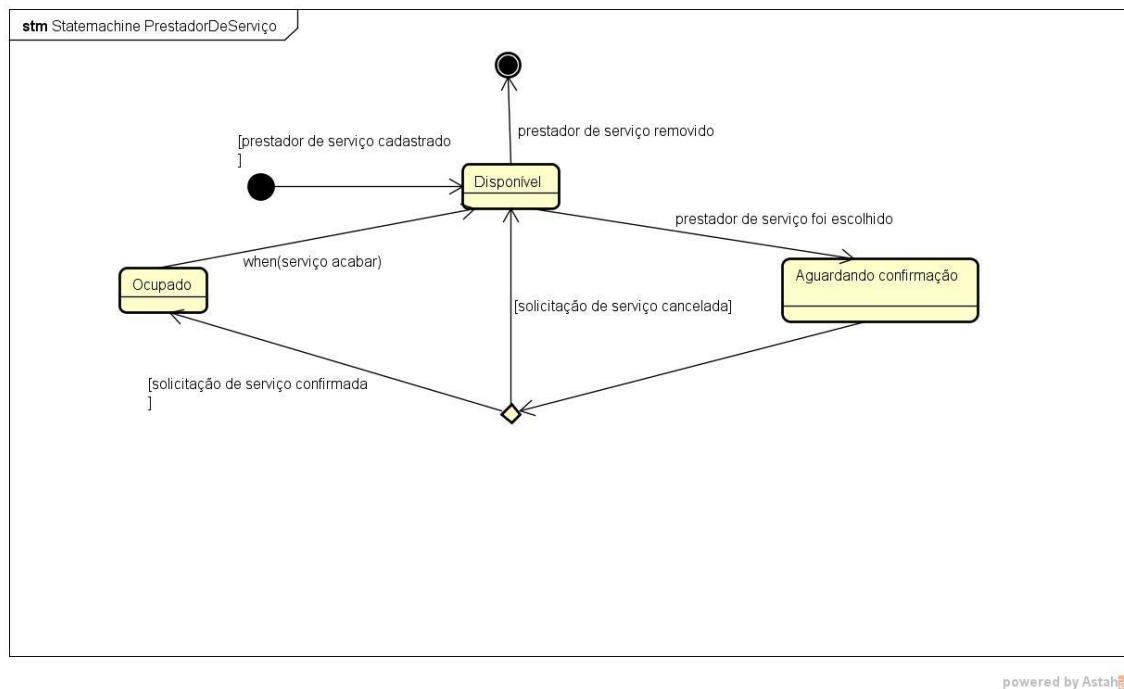 stm Statemachine PrestadorDeServiço
prestador de serviço removido
[prestador de serviço cadastrado
]
Disponível
prestador de serviço foi escolhido
when(serviço acabar)
Aguardando confirmação
Ocupado
[solicitação de serviço cancelada]
[solicitação de serviço confirmada
]
powered by Astah